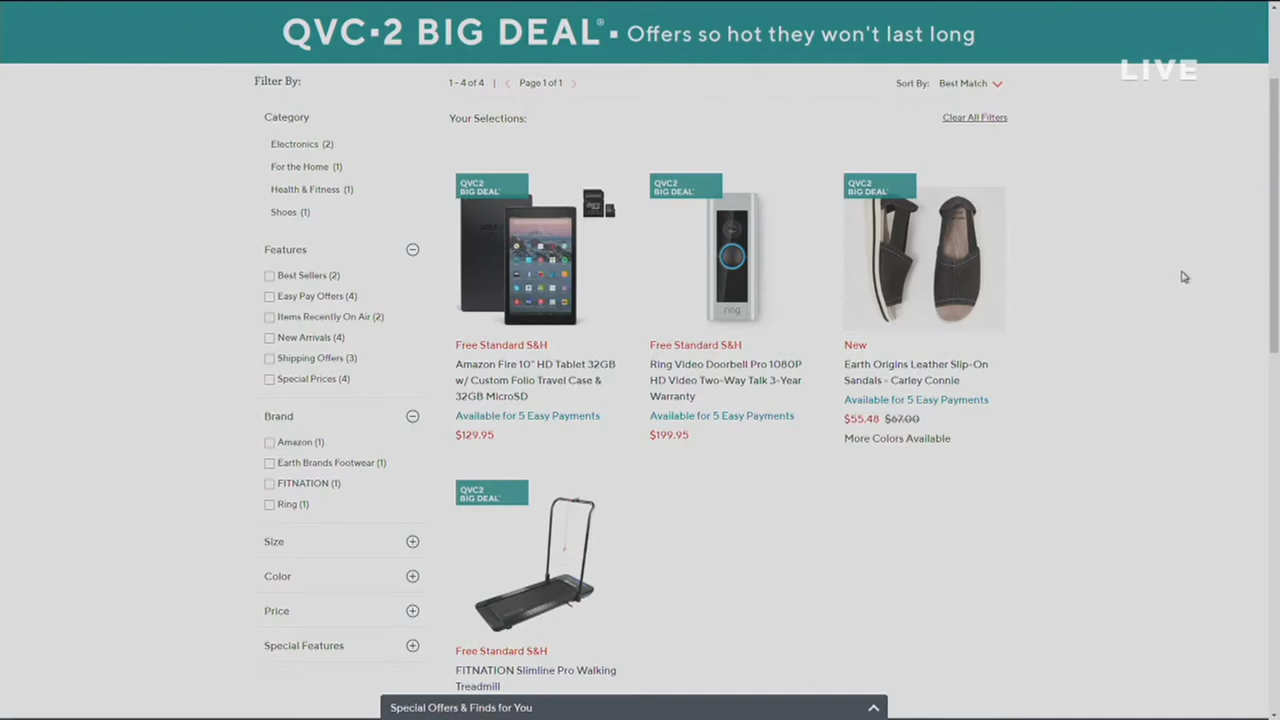 QVC•2 BIG DEAL® • Offers so hot they won't last long
LIVE
Filter By:
1 - 4 of 4 | < Page 1 of 1 >
Sort By: Best Match
Category
Your Selections:
Clear All Filters
Electronics (2)
For the Home (1)
Health & Fitness (1)
Shoes (1)
Features
Best Sellers (2)
Easy Pay Offers (4)
Items Recently On Air (2)
New Arrivals (4)
Shipping Offers (3)
Special Prices (4)
Brand
Amazon (1)
Earth Brands Footwear (1)
FITNATION (1)
Ring (1)
Size
Color
Price
Special Features
QVC2
BIG DEAL
Free Standard S&H
Amazon Fire 10" HD Tablet 32GB
w/ Custom Folio Travel Case &
32GB MicroSD
Available for 5 Easy Payments
$129.95
QVC2
BIG DEAL
ring
Free Standard S&H
Ring Video Doorbell Pro 1080P
HD Video Two-Way Talk 3-Year
Warranty
Available for 5 Easy Payments
$199.95
QVC2
BIG DEAL
New
Earth Origins Leather Slip-On
Sandals - Carley Connie
Available for 5 Easy Payments
$55.48 $67.00
More Colors Available
QVC2
BIG DEAL
Free Standard S&H
FITNATION Slimline Pro Walking
Treadmill
Special Offers & Finds for You